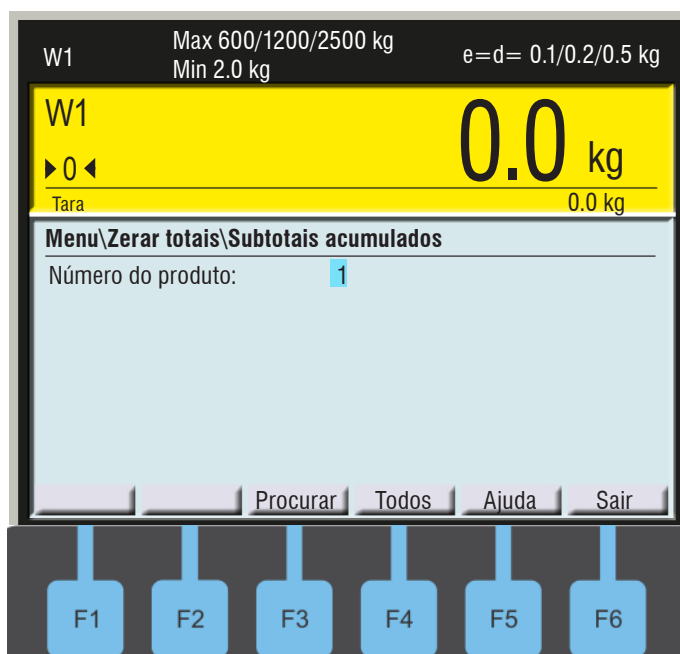 W1
Max 600/1200/2500 kg
Min 2.0 kg
e=d= 0.1/0.2/0.5 kg
W1
0.0 kg
0
Tara
0.0 kg
Menu\Zerar totais\Subtotais acumulados
Número do produto: 1
Procurar Todos Ajuda Sair
F1 F2 F3 F4 F5 F6